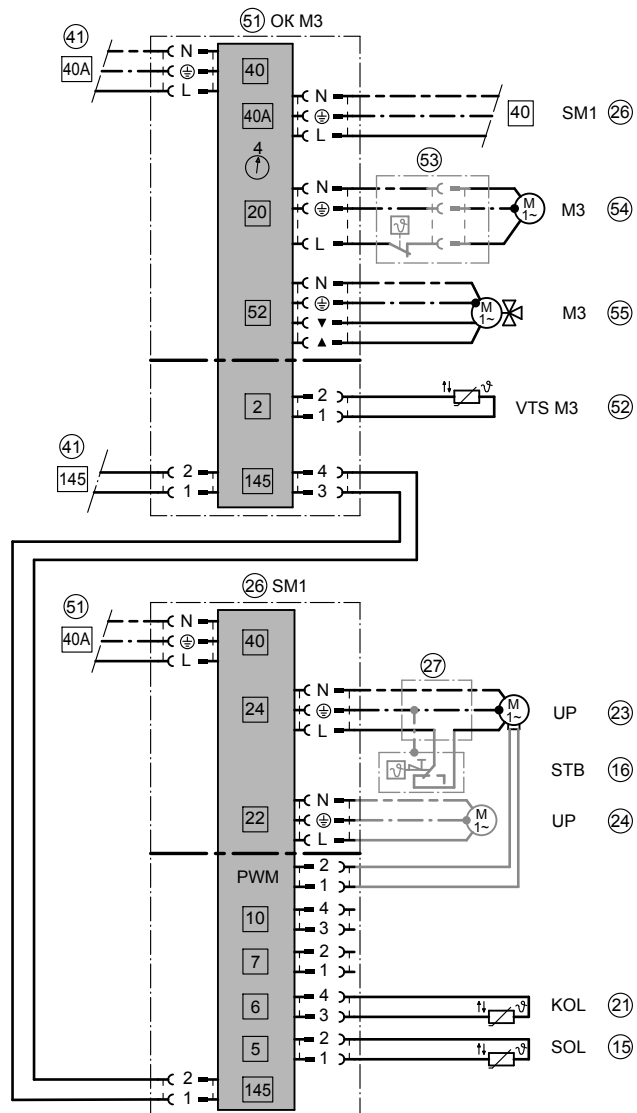 51 OK M3
41
N
40A
L
40
N
40A
L
40 SM1 26
4
53
N
20
L
ϑ
M
1~
M3 54
N
52
▼
▲
M
1~
M3 55
2
2
1
ϑ
VTS M3 52
41
145
2
1
145
4
3
26 SM1
51
N
40A
L
40
27
N
24
L
M
1~
UP 23
ϑ
STB 16
N
22
L
M
1~
UP 24
PWM
2
1
10
4
3
7
2
1
6
4
3
ϑ
KOL 21
5
2
1
ϑ
SOL 15
2
1
145